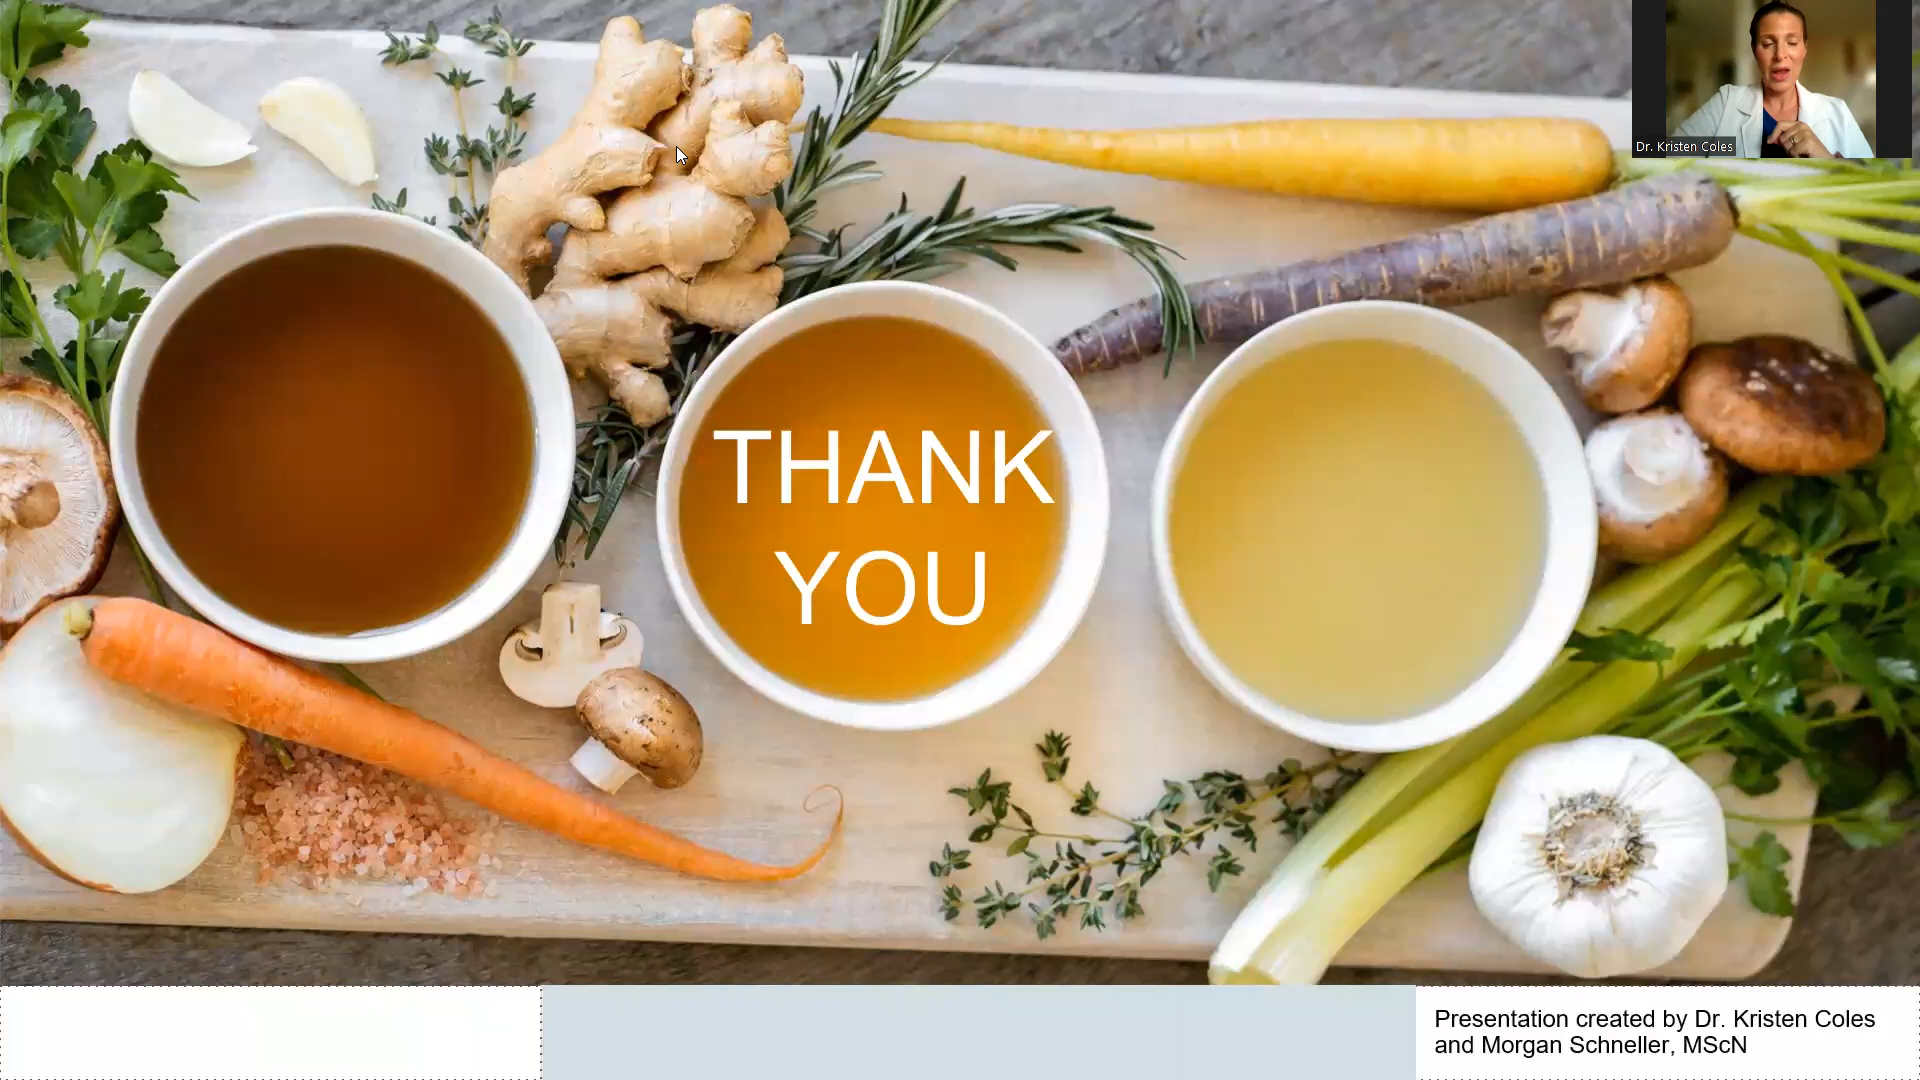 Dr. Kristen Coles
THANK
YOU
Presentation created by Dr. Kristen Coles
and Morgan Schneller, MScN